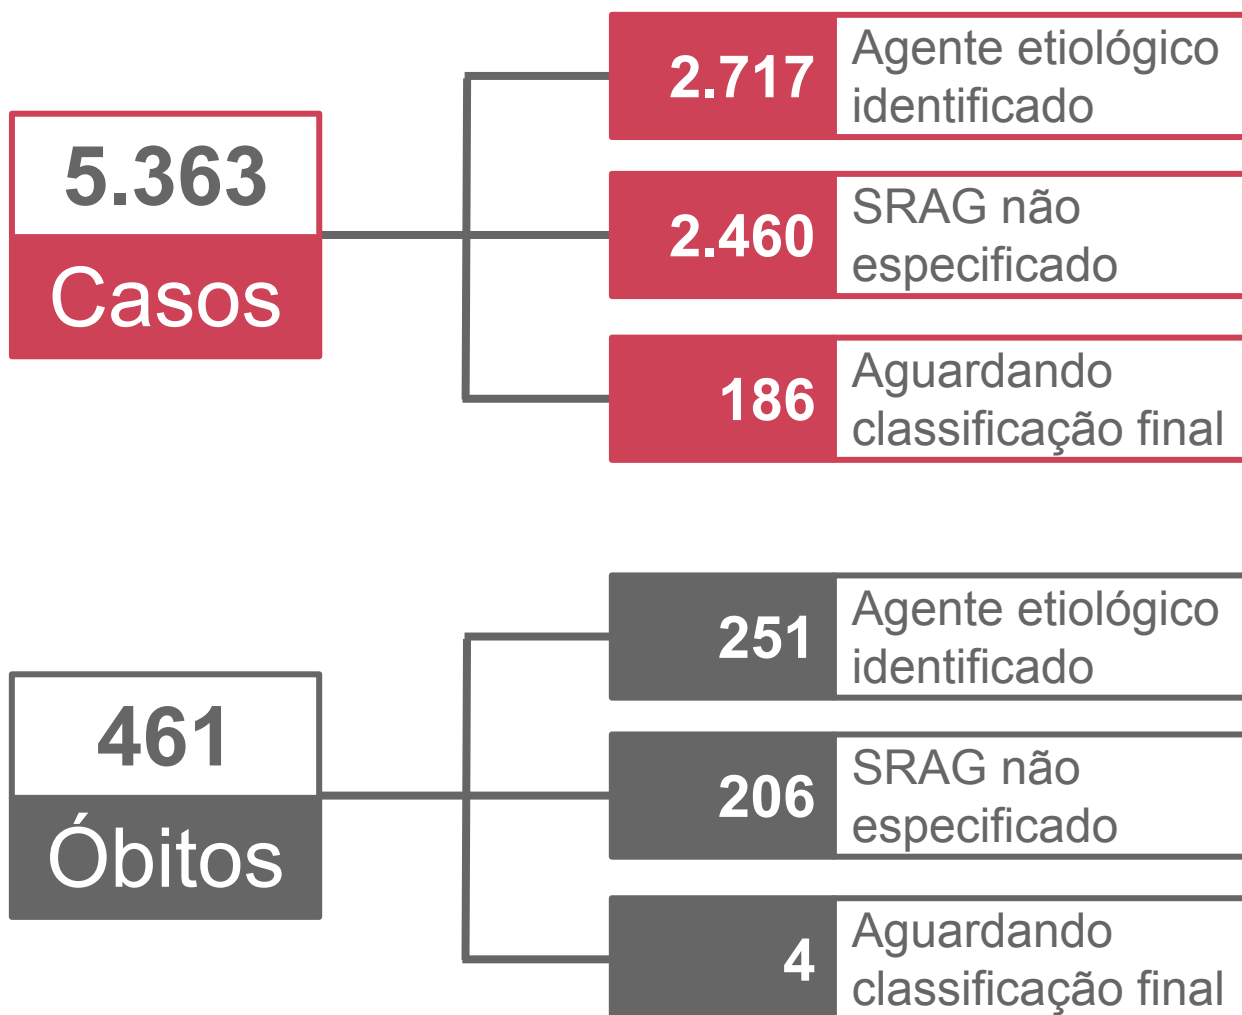 5.363
Casos
2.717
Agente etiológico
identificado
2.460
SRAG não
especificado
186
Aguardando
classificação final
461
Óbitos
251
Agente etiológico
identificado
206
SRAG não
especificado
4
Aguardando
classificação final